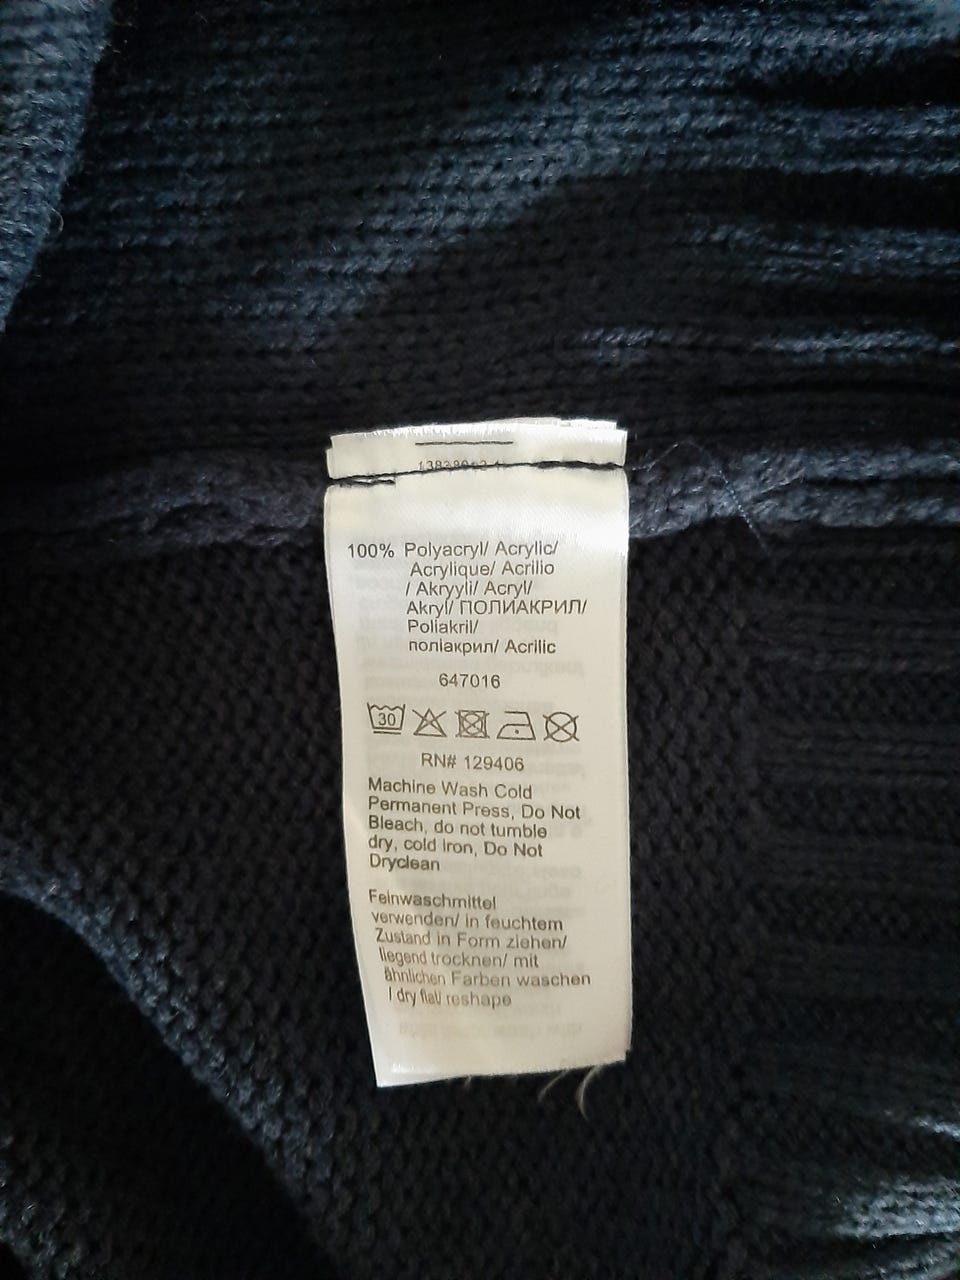 100% Polyacryl/ Acrylic/
Acrylique/ Acrilio
/ Akryyli/ Acryl/
Akryl/ ПОЛИАКРИЛ/
Poliakril/
поліакрил/ Acrilic
647016
30
RN# 129406
Machine Wash Cold
Permanent Press, Do Not
Bleach, do not tumble
dry, cold iron, Do Not
Dryclean
Feinwaschmittel
verwenden/ in feuchtem
Zustand in Form ziehen/
liegend trocknen/ mit
ähnlichen Farben waschen
/ dry flat/ reshape